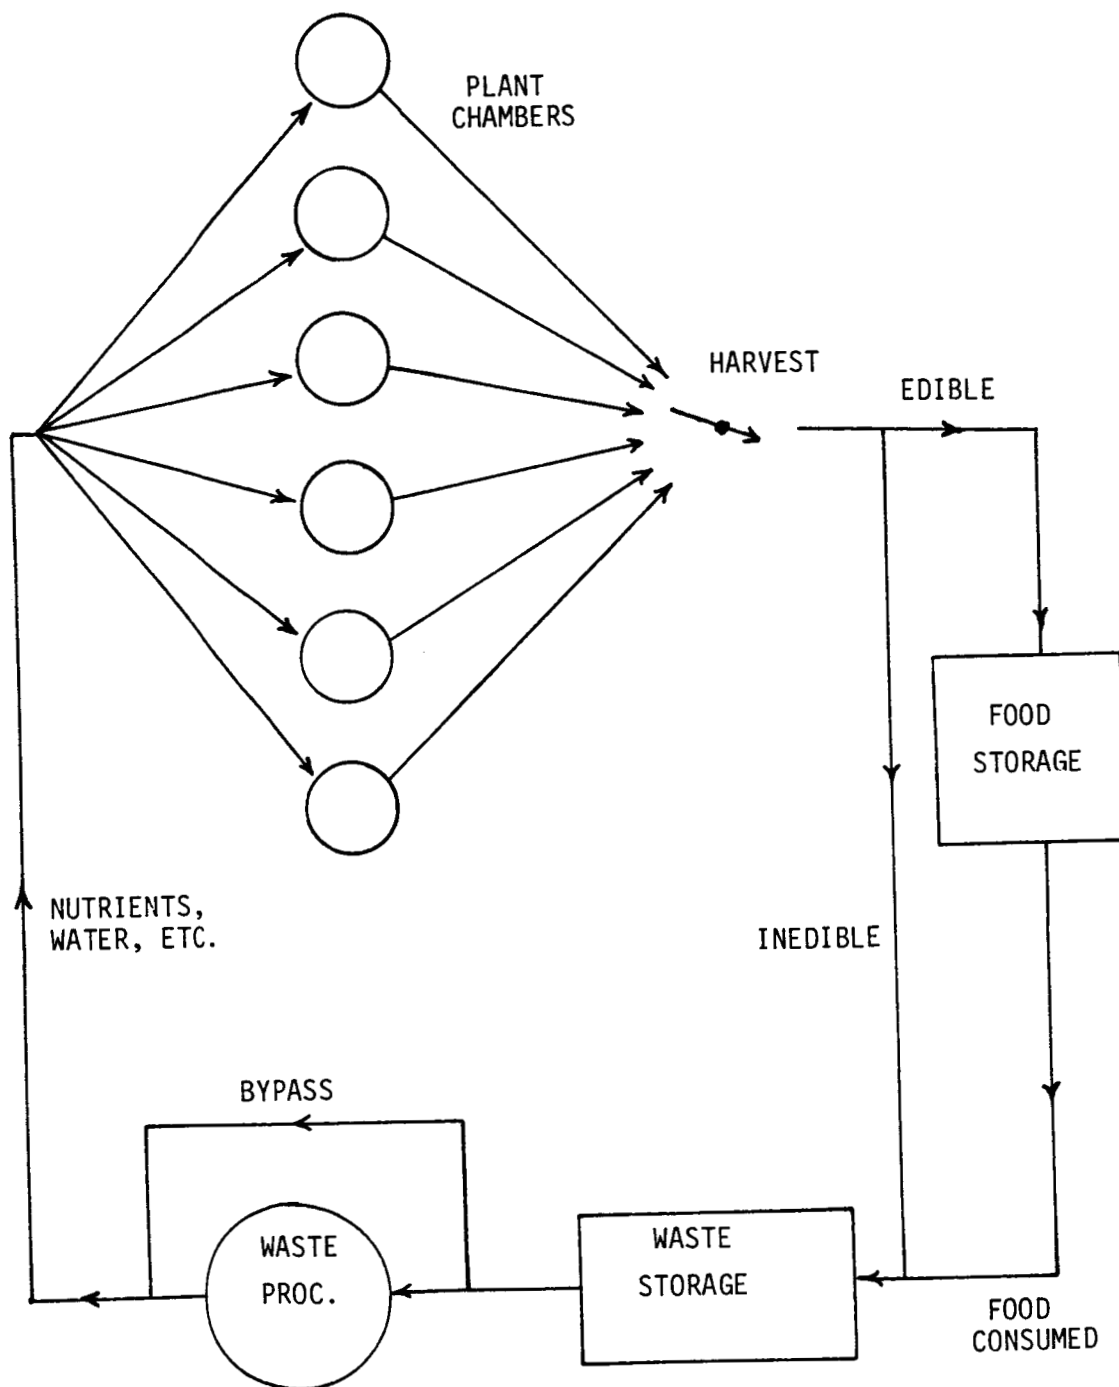 PLANT
CHAMBERS
HARVEST
EDIBLE
FOOD
STORAGE
NUTRIENTS,
WATER, ETC.
INEDIBLE
BYPASS
WASTE
PROC.
WASTE
STORAGE
FOOD
CONSUMED